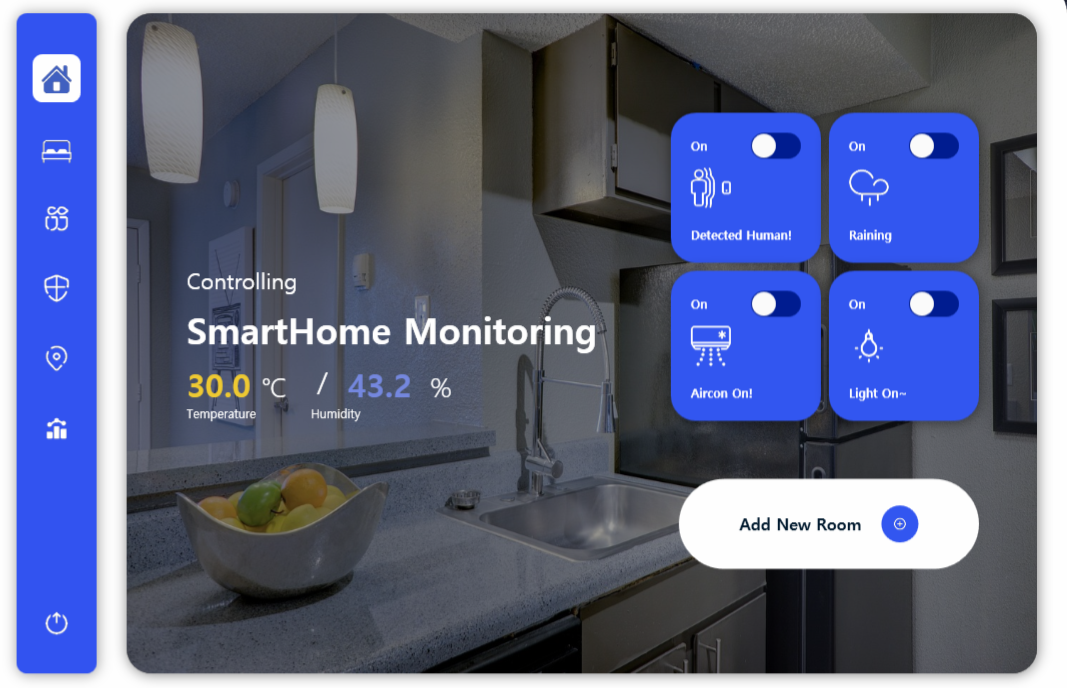 Controlling
SmartHome Monitoring
30.0 °C / 43.2 %
Temperature Humidity
On
Detected Human!
On
Raining
On
Aircon On!
On
Light On~
Add New Room